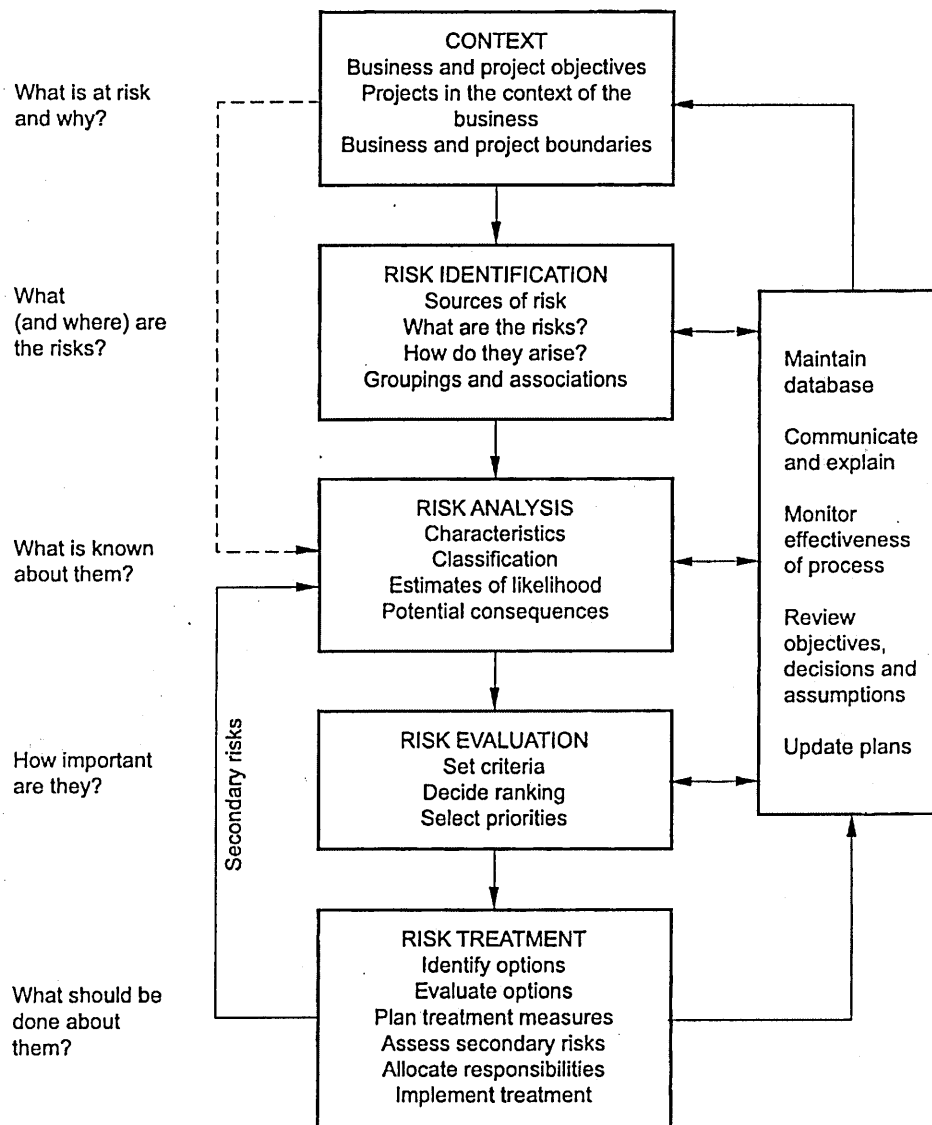 What is at risk
and why?
CONTEXT
Business and project objectives
Projects in the context of the
business
Business and project boundaries
What
(and where) are
the risks?
RISK IDENTIFICATION
Sources of risk
What are the risks?
How do they arise?
Groupings and associations
What is known
about them?
RISK ANALYSIS
Characteristics
Classification
Estimates of likelihood
Potential consequences
How important
are they?
Secondary risks
RISK EVALUATION
Set criteria
Decide ranking
Select priorities
What should be
done about
them?
RISK TREATMENT
Identify options
Evaluate options
Plan treatment measures
Assess secondary risks
Allocate responsibilities
Implement treatment
Maintain
database
Communicate
and explain
Monitor
effectiveness
of process
Review
objectives,
decisions and
assumptions
Update plans